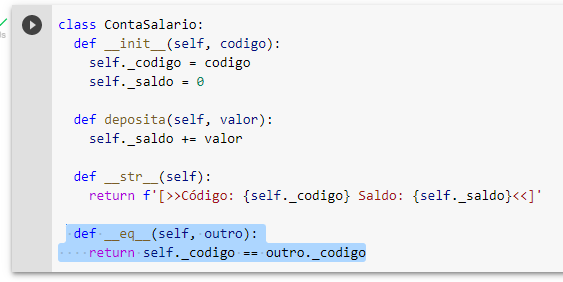 class ContaSalario:
  def __init__(self, codigo):
    self._codigo = codigo
    self._saldo = 0

  def deposita(self, valor):
    self._saldo += valor

  def __str__(self):
    return f'[>>Código: {self._codigo} Saldo: {self._saldo}<<]'

  def __eq__(self, outro):
    return self._codigo == outro._codigo